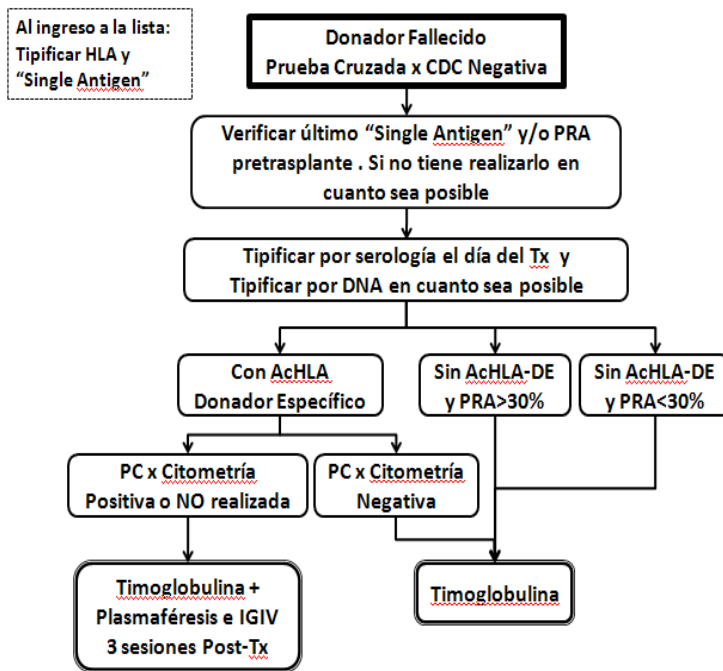 Al ingreso a la lista:
Tipificar HLA y
“Single Antigen”
Donador Fallecido
Prueba Cruzada x CDC Negativa
Verificar último “Single Antigen” y/o PRA
pretrasplante . Si no tiene realizarlo en
cuanto sea posible
Tipificar por serología el día del Tx y
Tipificar por DNA en cuanto sea posible
Con AcHLA
Donador Específico
Sin AcHLA-DE
y PRA>30%
Sin AcHLA-DE
y PRA<30%
PC x Citometría
Positiva o NO realizada
PC x Citometría
Negativa
Timoglobulina +
Plasmaféresis e IGIV
3 sesiones Post-Tx
Timoglobulina